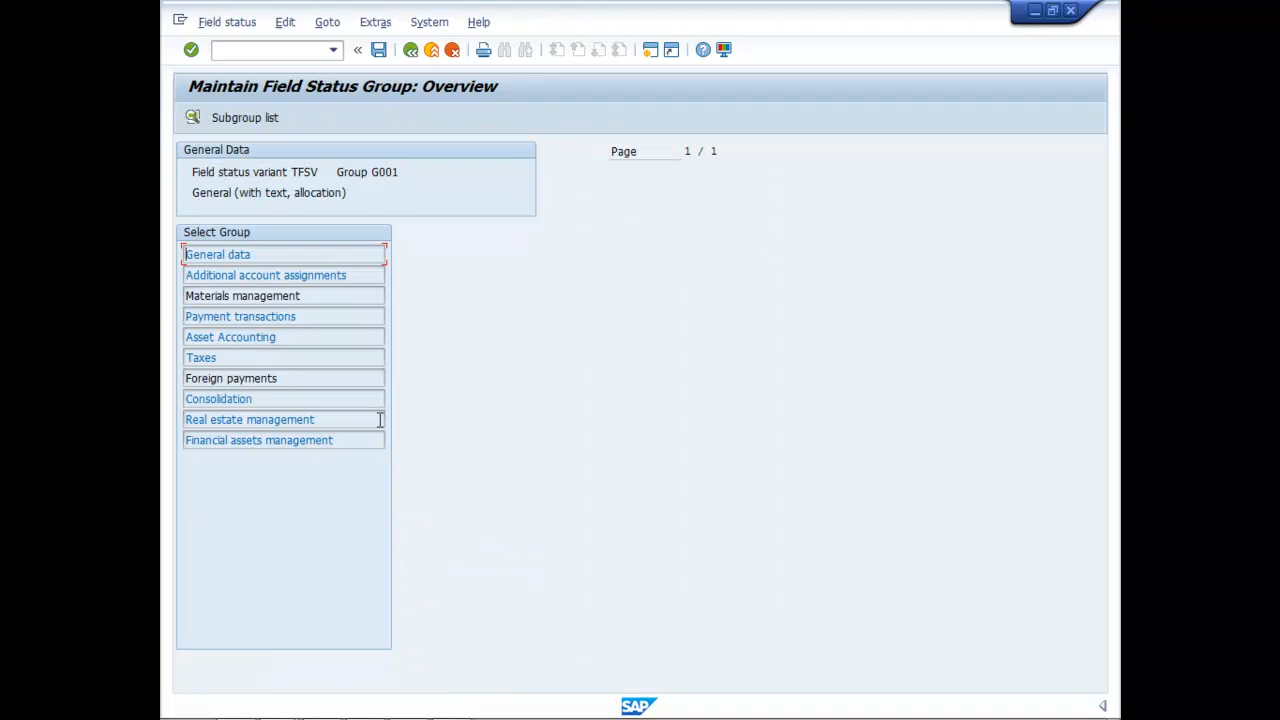 Field status Edit Goto Extras System Help
Maintain Field Status Group: Overview
Subgroup list
General Data
Page 1 / 1
Field status variant TFSV Group G001
General (with text, allocation)
Select Group
General data
Additional account assignments
Materials management
Payment transactions
Asset Accounting
Taxes
Foreign payments
Consolidation
Real estate management
Financial assets management
SAP